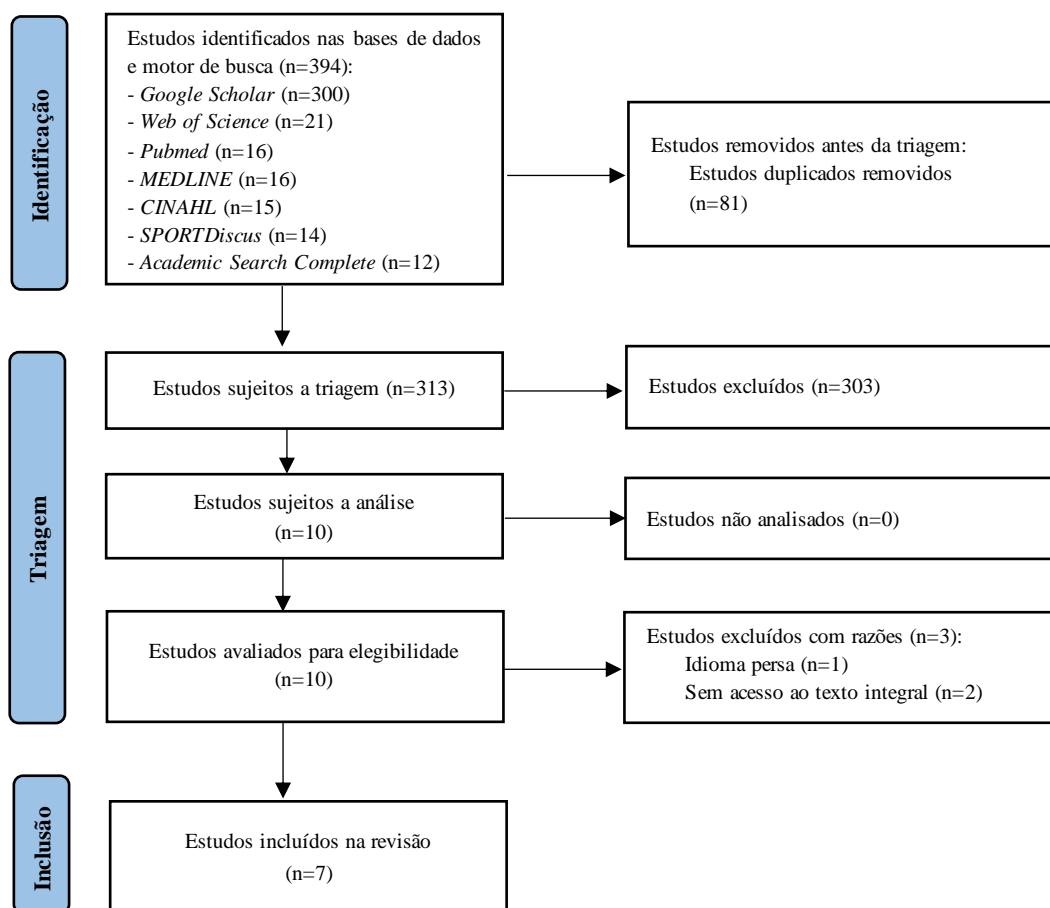 Identificação
Estudos identificados nas bases de dados
e motor de busca (n=394):
- Google Scholar (n=300)
- Web of Science (n=21)
- Pubmed (n=16)
- MEDLINE (n=16)
- CINAHL (n=15)
- SPORTDiscus (n=14)
- Academic Search Complete (n=12)
Estudos removidos antes da triagem:
Estudos duplicados removidos
(n=81)
Triagem
Estudos sujeitos a triagem (n=313)
Estudos excluídos (n=303)
Estudos sujeitos a análise
(n=10)
Estudos não analisados (n=0)
Estudos avaliados para elegibilidade
(n=10)
Estudos excluídos com razões (n=3):
Idioma persa (n=1)
Sem acesso ao texto integral (n=2)
Inclusão
Estudos incluídos na revisão
(n=7)